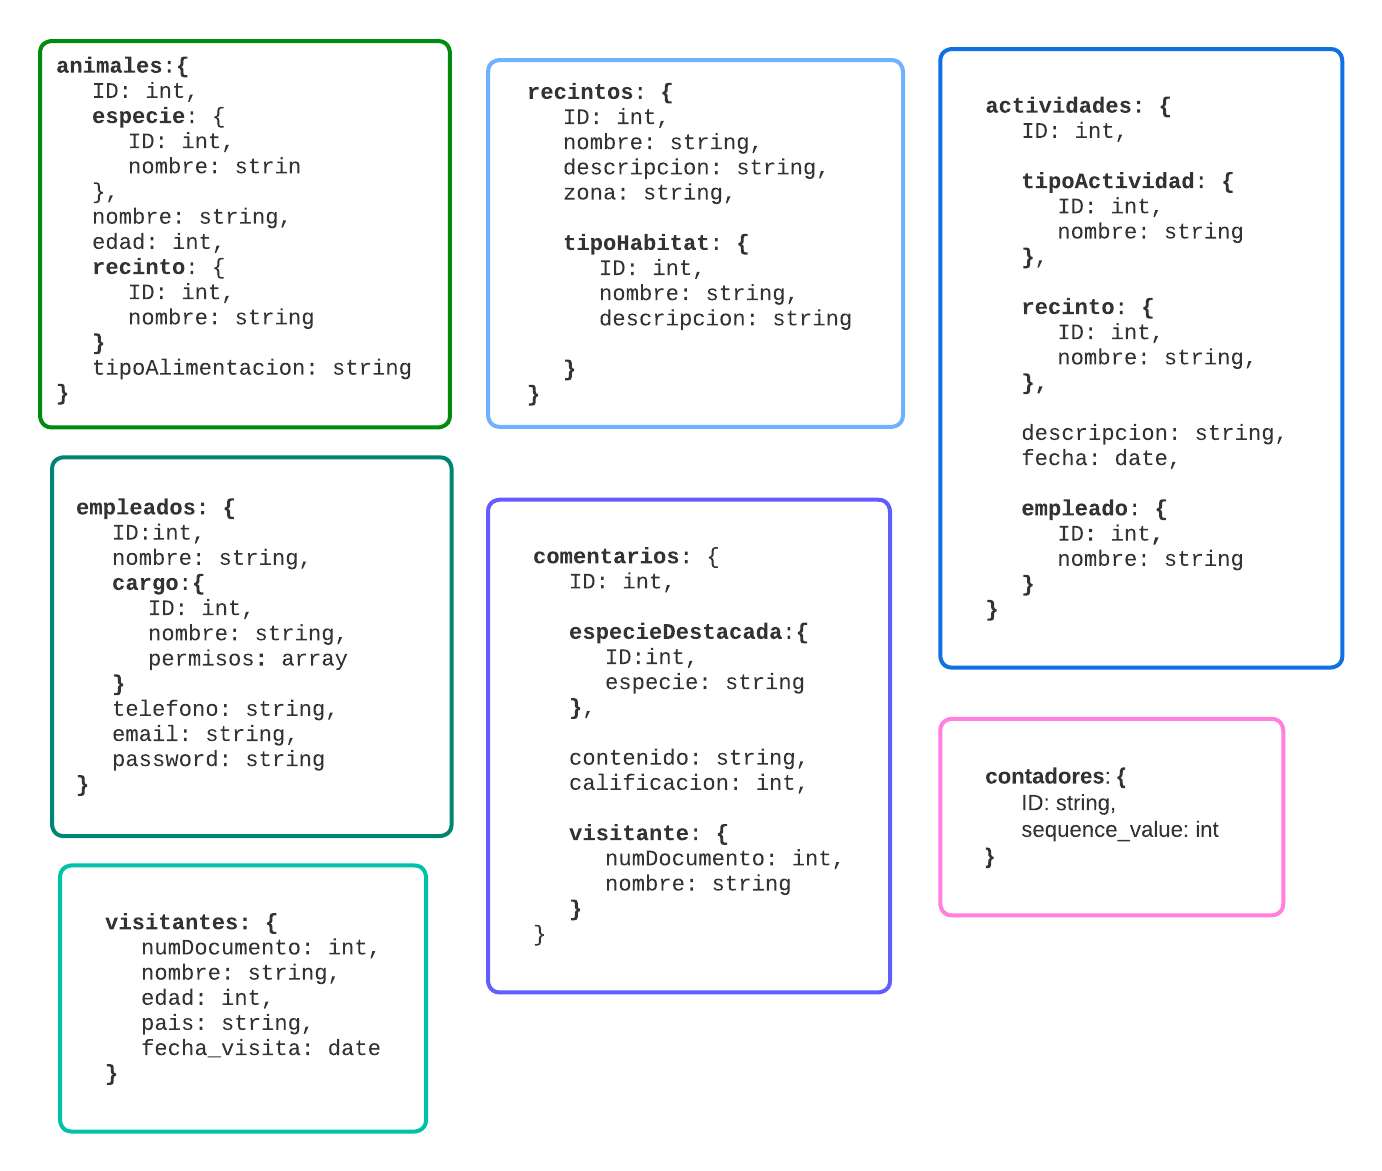 animales:{
ID: int,
especie: {
ID: int,
nombre: strin
},
nombre: string,
edad: int,
recinto: {
ID: int,
nombre: string
}
tipoAlimentacion: string
}
recintos: {
ID: int,
nombre: string,
descripcion: string,
zona: string,
tipoHabitat: {
ID: int,
nombre: string,
descripcion: string
}
}
actividades: {
ID: int,
tipoActividad: {
ID: int,
nombre: string
},
recinto: {
ID: int,
nombre: string,
},
descripcion: string,
fecha: date,
empleado: {
ID: int,
nombre: string
}
}
empleados: {
ID:int,
nombre: string,
cargo:{
ID: int,
nombre: string,
permisos: array
}
telefono: string,
email: string,
password: string
}
comentarios: {
ID: int,
especieDestacada:{
ID:int,
especie: string
},
contenido: string,
calificacion: int,
visitante: {
numDocumento: int,
nombre: string
}
}
contadores: {
ID: string,
sequence_value: int
}
visitantes: {
numDocumento: int,
nombre: string,
edad: int,
pais: string,
fecha_visita: date
}